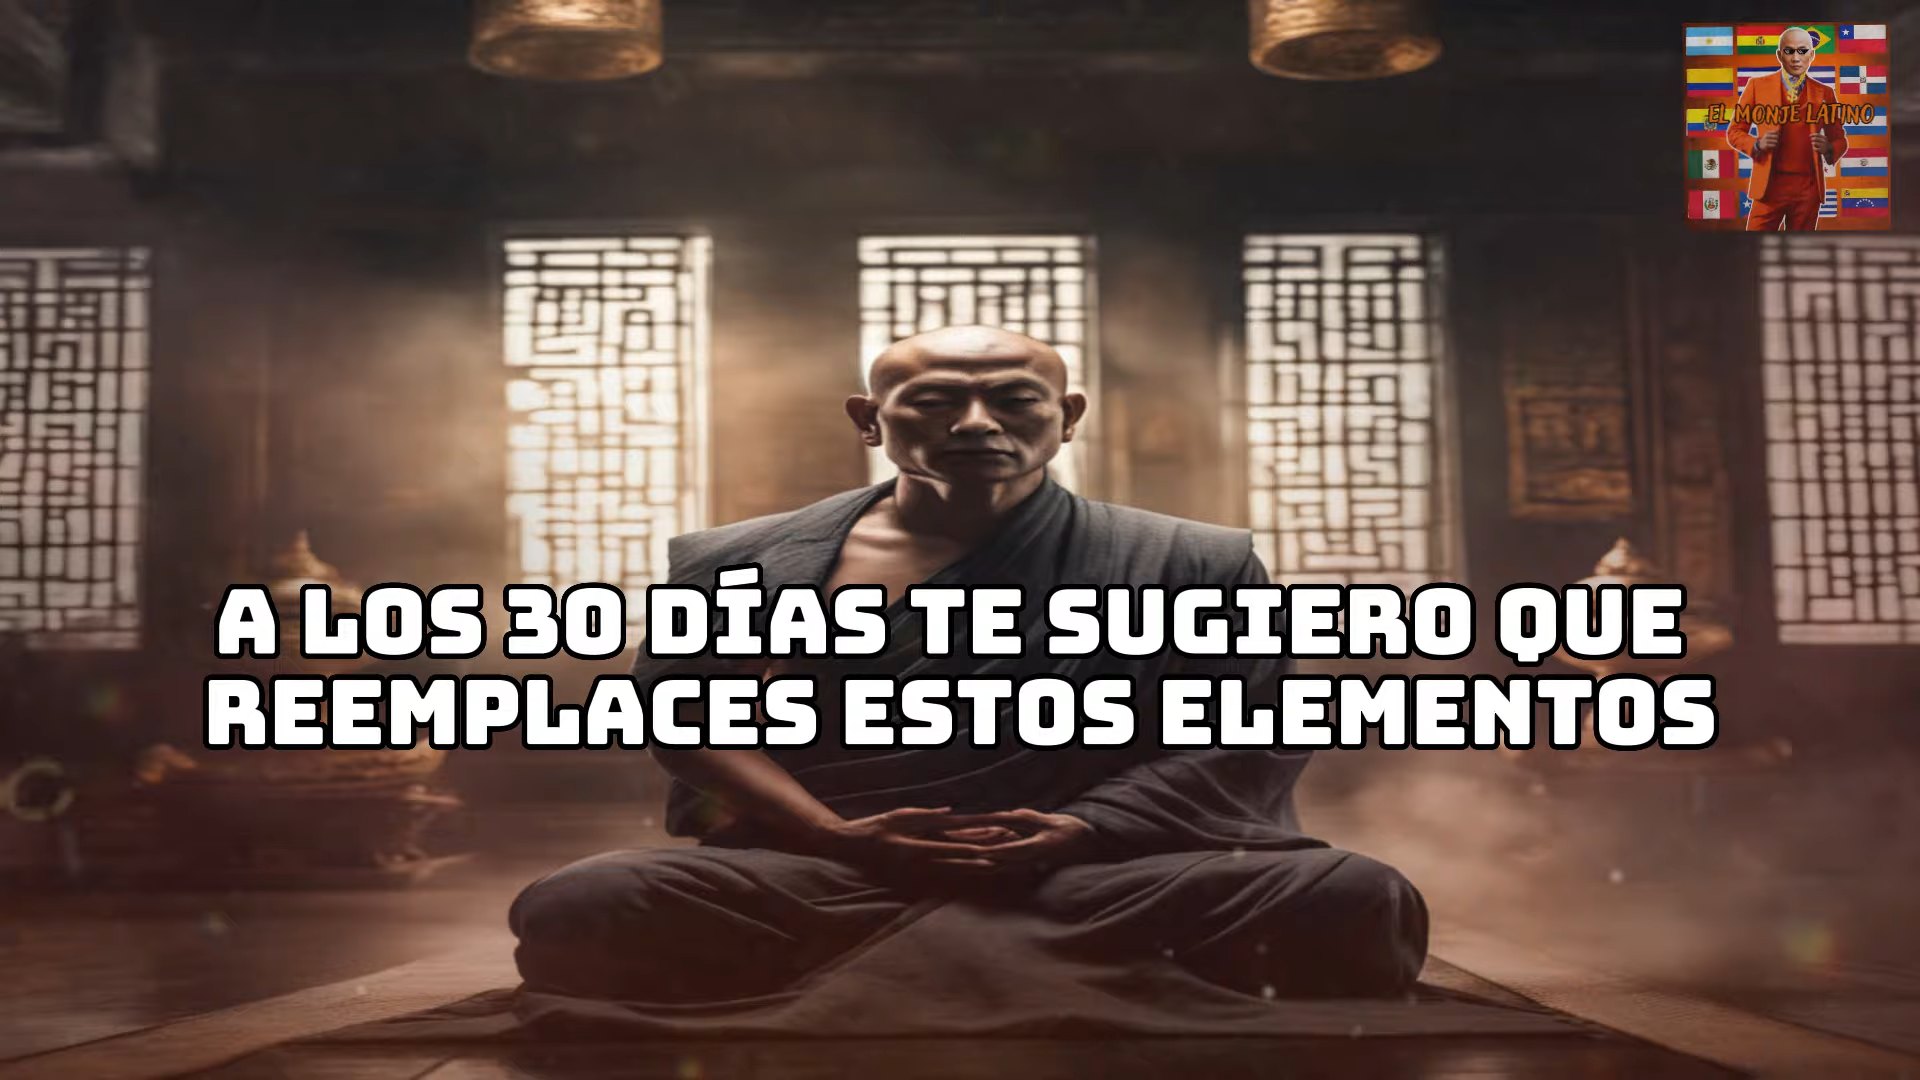 EL MONJE LATINO
A LOS 30 DÍAS TE SUGIERO QUE
REEMPLACES ESTOS ELEMENTOS